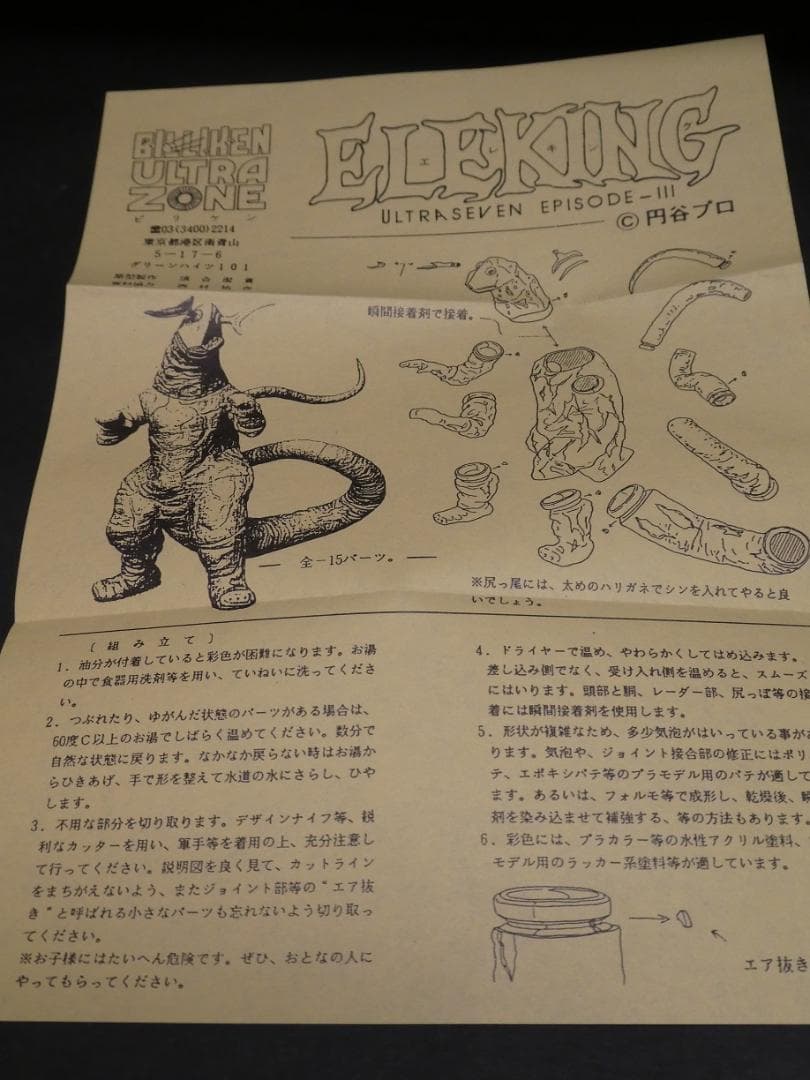 BILLIKEN
ULTRA
ZONE
ビリケン
☎03(3400)2214
東京都港区南青山
5-17-6
グリーンハイツ101
ELEKING
エレキング
ULTRASEVEN EPISODE-III
©円谷プロ
瞬間接着剤で接着。
全-15パーツ。
※尻っ尾には、太めのハリガネでシンを入れてやると良
いでしょう。
〔組み立て〕
1. 油分が付着していると彩色が困難になります。お湯
の中で食器用洗剤等を用い、ていねいに洗ってくださ
い。
2. つぶれたり、ゆがんだ状態のパーツがある場合は、
60度C以上のお湯でしばらく温めてください。数分で
自然な状態に戻ります。なかなか戻らない時はお湯か
らひきあげ、手で形を整えて水道の水にさらし、ひや
します。
3. 不用な部分を切り取ります。デザインナイフ等、鋭
利なカッターを用い、軍手等を着用の上、充分注意し
て行ってください。説明図を良く見て、カットライン
をまちがえないよう、またジョイント部等の“エア抜
き”と呼ばれる小さなパーツも忘れないよう切り取っ
てください。
※お子様にはたいへん危険です。ぜひ、おとなの人に
やってもらってください。
4. ドライヤーで温め、やわらかくしてはめ込みます。
差し込み側でなく、受け入れ側を温めると、スムーズ
にはいります。頭部と胴、レーダー部、尻っぽ等の接
着には瞬間接着剤を使用します。
5. 形状が複雑なため、多少気泡がはいっている事があ
ります。気泡や、ジョイント接合部の修正にはポリ
テ、エポキシパテ等のプラモデル用のパテが適して
ます。あるいは、フォルモ等で成形し、乾燥後、瞬
剤を染み込ませて補強する、等の方法もあります。
6. 彩色には、プラカラー等の水性アクリル塗料、
モデル用のラッカー系塗料等が適しています。
エア抜き